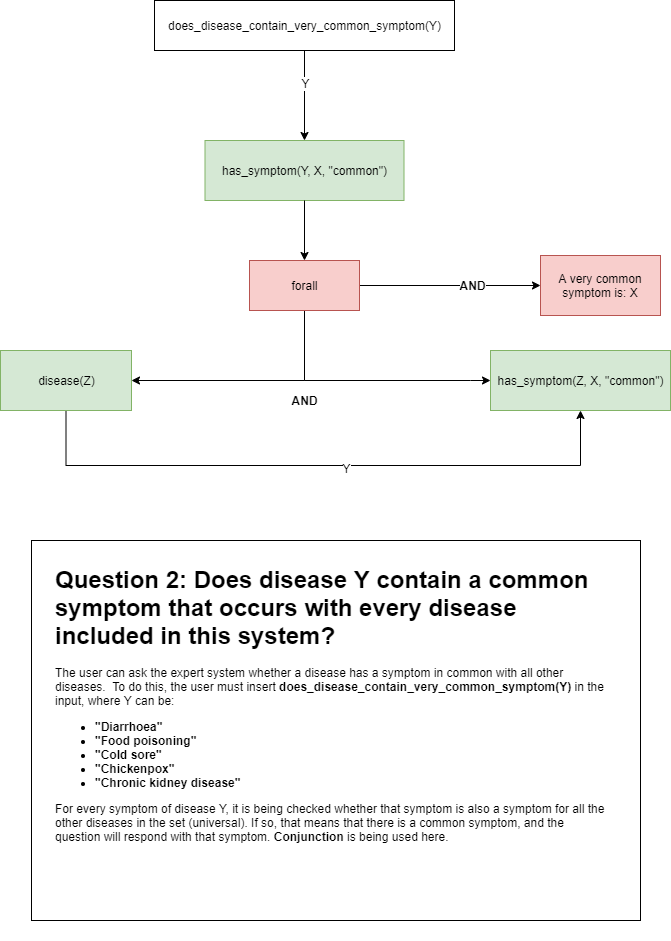 does_disease_contain_very_common_symptom(Y)
Y
has_symptom(Y, X, "common")
forall
AND
A very common
symptom is: X
disease(Z)
has_symptom(Z, X, "common")
AND
Y
Question 2: Does disease Y contain a common
symptom that occurs with every disease
included in this system?
The user can ask the expert system whether a disease has a symptom in common with all other
diseases.  To do this, the user must insert does_disease_contain_very_common_symptom(Y) in the
input, where Y can be:
• "Diarrhoea"
• "Food poisoning"
• "Cold sore"
• "Chickenpox"
• "Chronic kidney disease"
For every symptom of disease Y, it is being checked whether that symptom is also a symptom for all the
other diseases in the set (universal). If so, that means that there is a common symptom, and the
question will respond with that symptom. Conjunction is being used here.